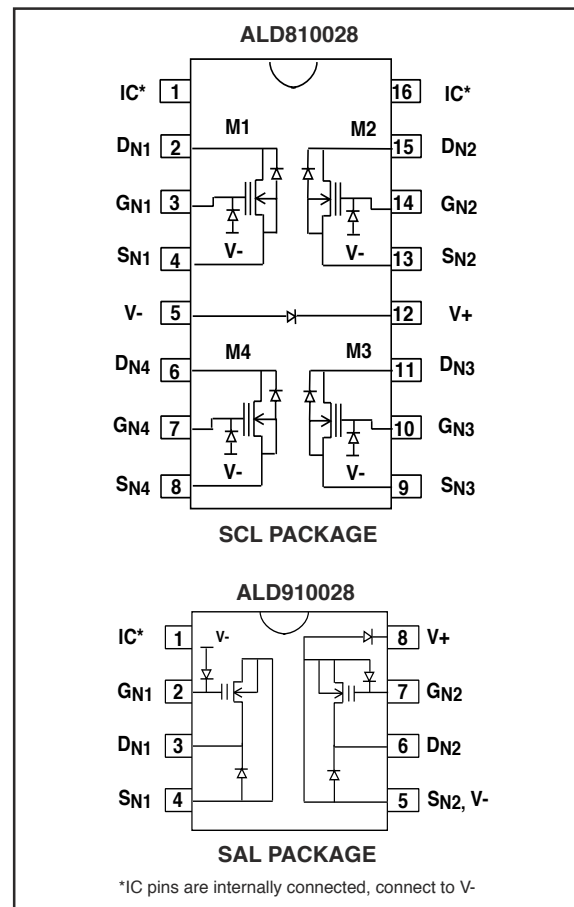 ALD810028
IC* 1 16 IC*
M1 M2
DN1 2 15 DN2
GN1 3 14 GN2
V- V-
SN1 4 13 SN2
V- 5 12 V+
M4 M3
DN4 6 11 DN3
GN4 7 10 GN3
V- V-
SN4 8 9 SN3
SCL PACKAGE
ALD910028
IC* 1 V- 8 V+
GN1 2 7 GN2
DN1 3 6 DN2
SN1 4 5 SN2, V-
SAL PACKAGE
*IC pins are internally connected, connect to V-